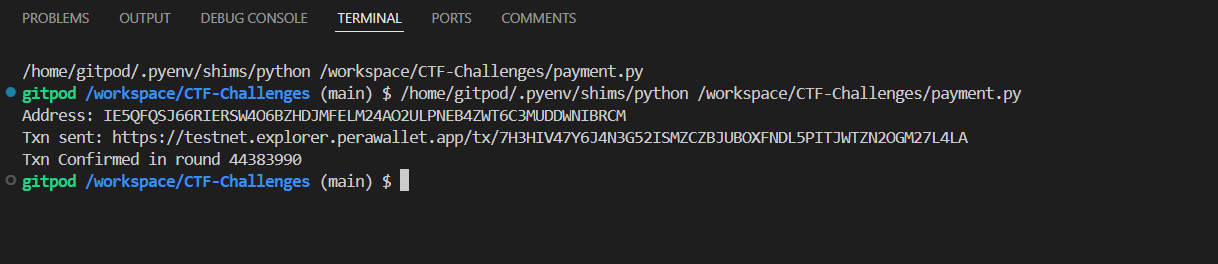 PROBLEMS OUTPUT DEBUG CONSOLE TERMINAL PORTS COMMENTS
/home/gitpod/.pyenv/shims/python /workspace/CTF-Challenges/payment.py
gitpod /workspace/CTF-Challenges (main) $ /home/gitpod/.pyenv/shims/python /workspace/CTF-Challenges/payment.py
Address: IE5QFQSJ66RIERSW4O6BZHDJMFELM24AO2ULPNEB4ZWT6C3MUDDWNIBRCM
Txn sent: https://testnet.explorer.perawallet.app/tx/7H3HIV47Y6J4N3G52ISMZCZBJUBOXFNDL5PITJWTZN2OGM27L4LA
Txn Confirmed in round 44383990
gitpod /workspace/CTF-Challenges (main) $